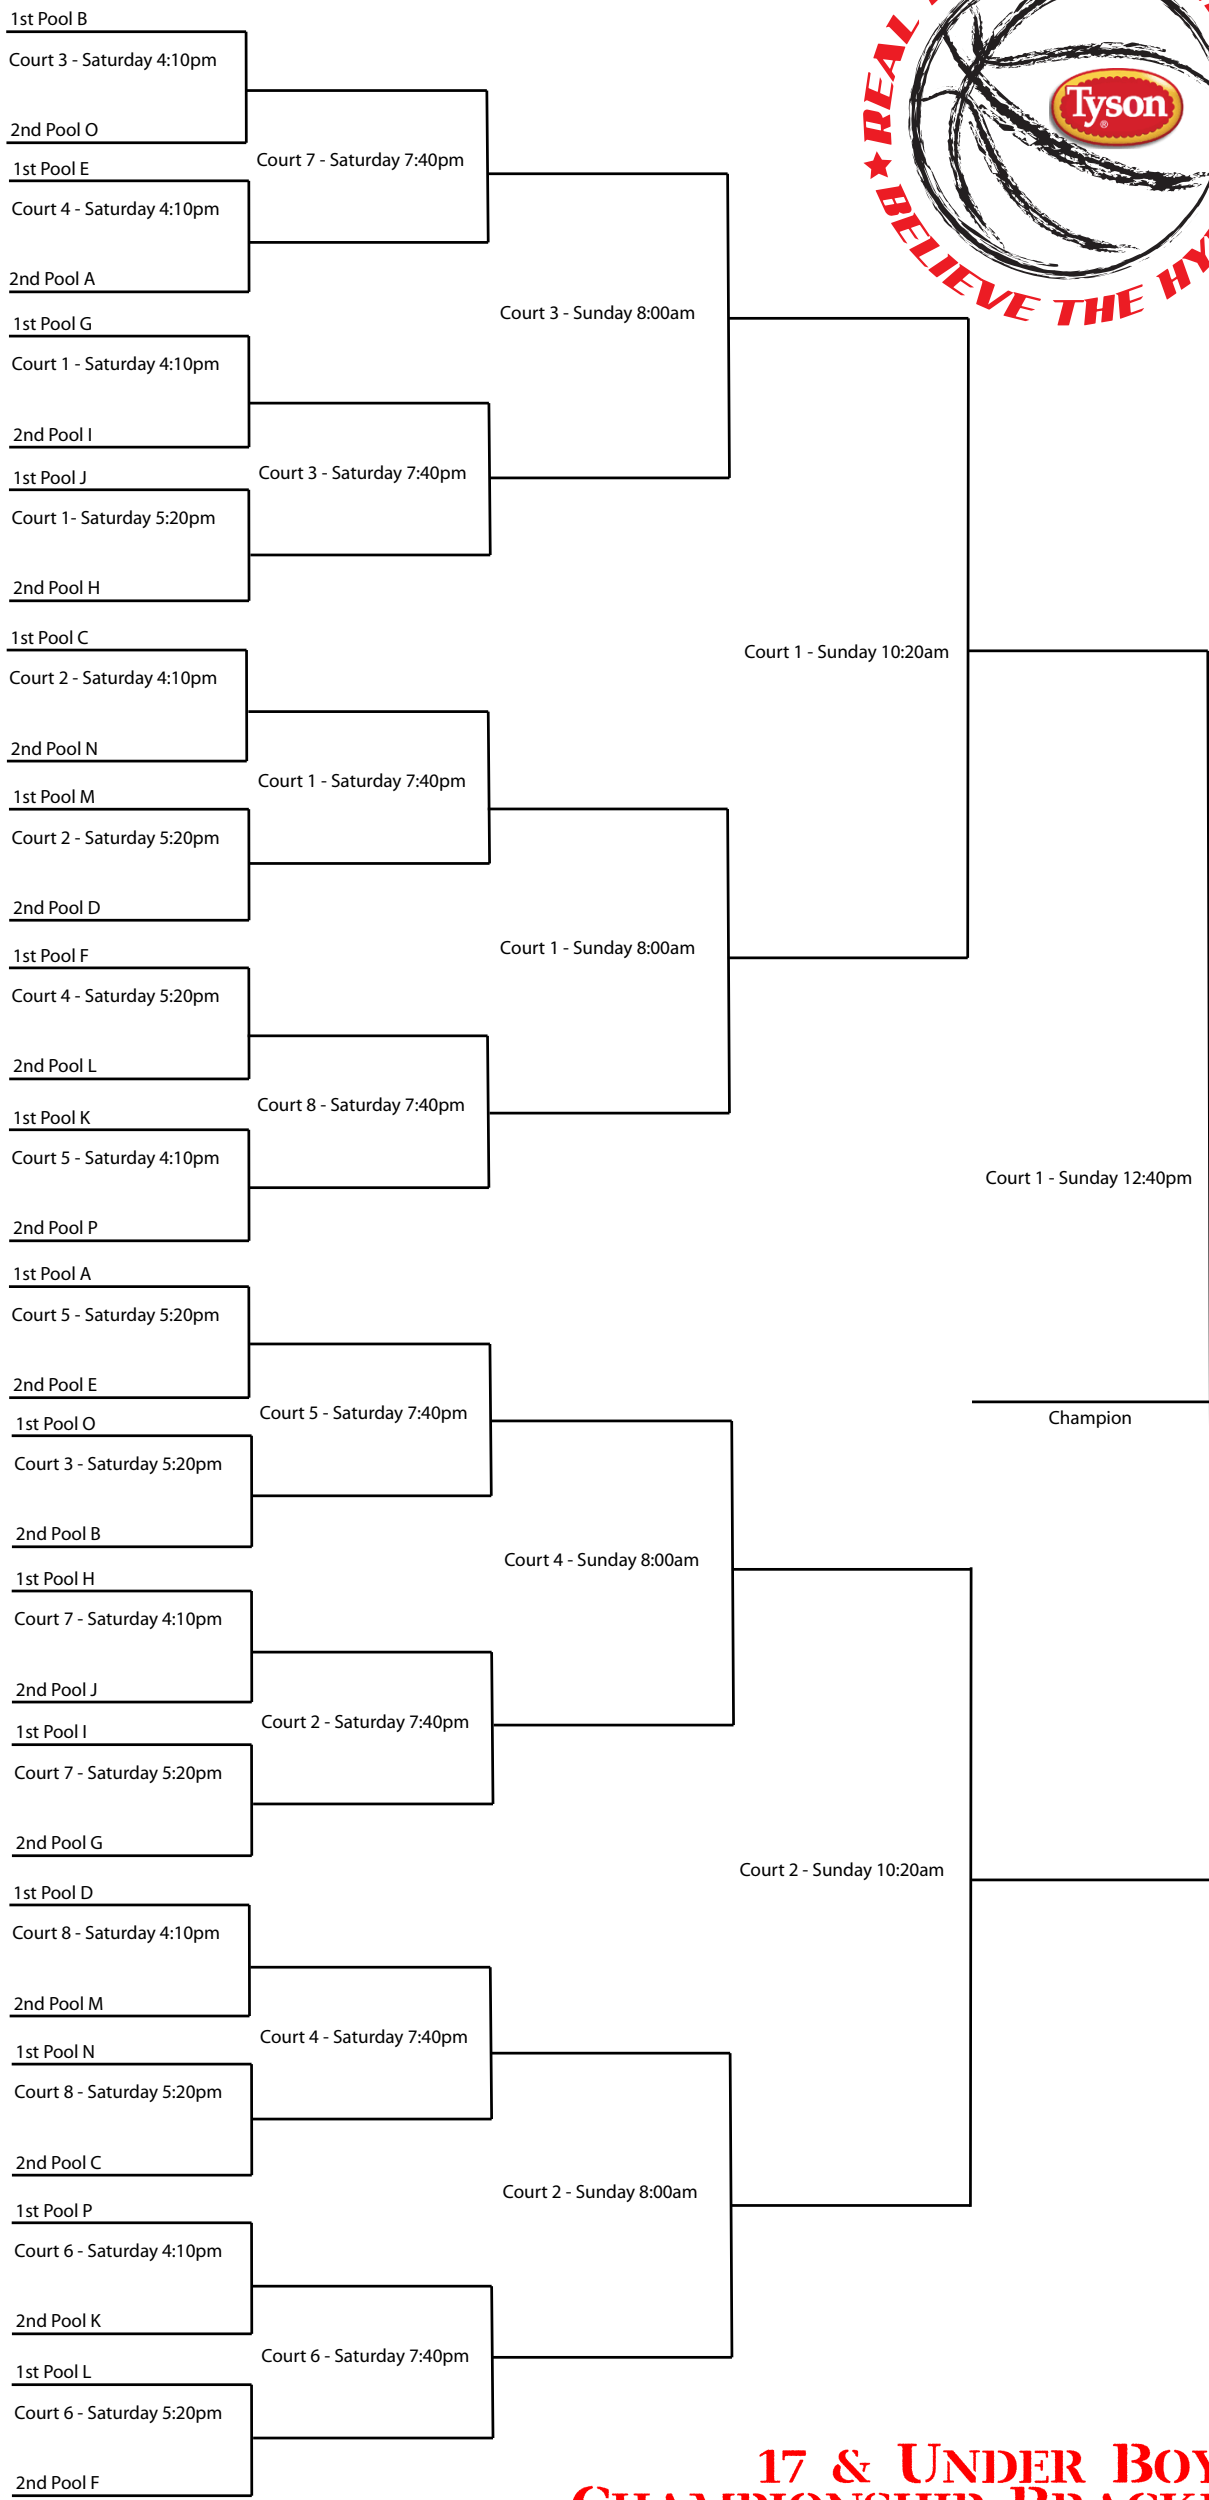 1st Pool B
Court 3 - Saturday 4:10pm
2nd Pool O
Court 7 - Saturday 7:40pm
1st Pool E
Court 4 - Saturday 4:10pm
2nd Pool A
Court 3 - Sunday 8:00am
1st Pool G
Court 1 - Saturday 4:10pm
2nd Pool I
Court 3 - Saturday 7:40pm
1st Pool J
Court 1- Saturday 5:20pm
2nd Pool H
Court 1 - Sunday 10:20am
1st Pool C
Court 2 - Saturday 4:10pm
2nd Pool N
Court 1 - Saturday 7:40pm
1st Pool M
Court 2 - Saturday 5:20pm
2nd Pool D
Court 1 - Sunday 8:00am
1st Pool F
Court 4 - Saturday 5:20pm
2nd Pool L
Court 8 - Saturday 7:40pm
1st Pool K
Court 5 - Saturday 4:10pm
2nd Pool P
Court 1 - Sunday 12:40pm
1st Pool A
Court 5 - Saturday 5:20pm
2nd Pool E
Court 5 - Saturday 7:40pm
Champion
1st Pool O
Court 3 - Saturday 5:20pm
2nd Pool B
Court 4 - Sunday 8:00am
1st Pool H
Court 7 - Saturday 4:10pm
2nd Pool J
Court 2 - Saturday 7:40pm
1st Pool I
Court 7 - Saturday 5:20pm
2nd Pool G
Court 2 - Sunday 10:20am
1st Pool D
Court 8 - Saturday 4:10pm
2nd Pool M
Court 4 - Saturday 7:40pm
1st Pool N
Court 8 - Saturday 5:20pm
2nd Pool C
Court 2 - Sunday 8:00am
1st Pool P
Court 6 - Saturday 4:10pm
2nd Pool K
Court 6 - Saturday 7:40pm
1st Pool L
Court 6 - Saturday 5:20pm
2nd Pool F
REAL
Tyson
®
BELIEVE THE HY
17 & UNDER BOY
CHAMPIONSHIP BRACKE